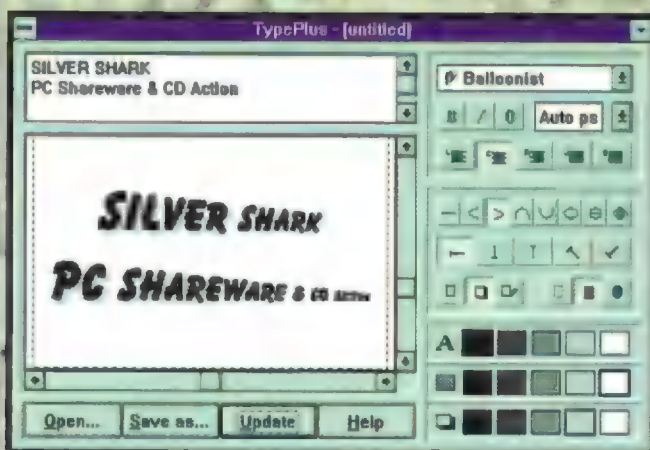 TypePlus - [untitled]
SILVER SHARK
PC Shareware & CD Action
Balloonist
B / O Auto ps
SILVER SHARK
PC SHAREWARE & CD ACTION
A
Open... Save as... Update Help